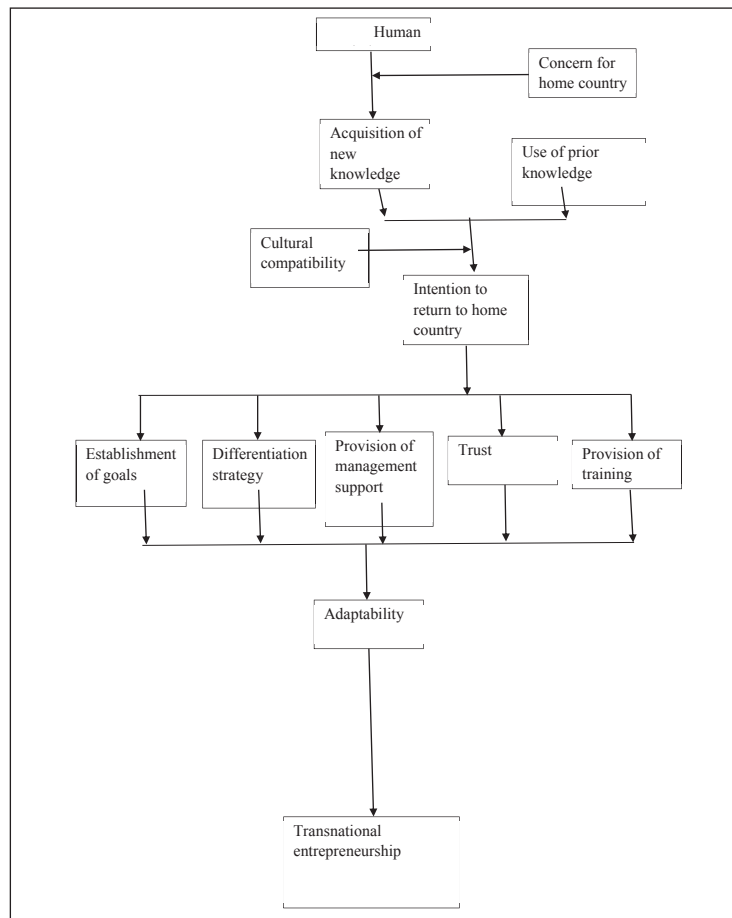 Human
Concern for
home country
Acquisition of
new
knowledge
Use of prior
knowledge
Cultural
compatibility
Intention to
return to home
country
Establishment
of goals
Differentiation
strategy
Provision of
management
support
Trust
Provision of
training
Adaptability
Transnational
entrepreneurship